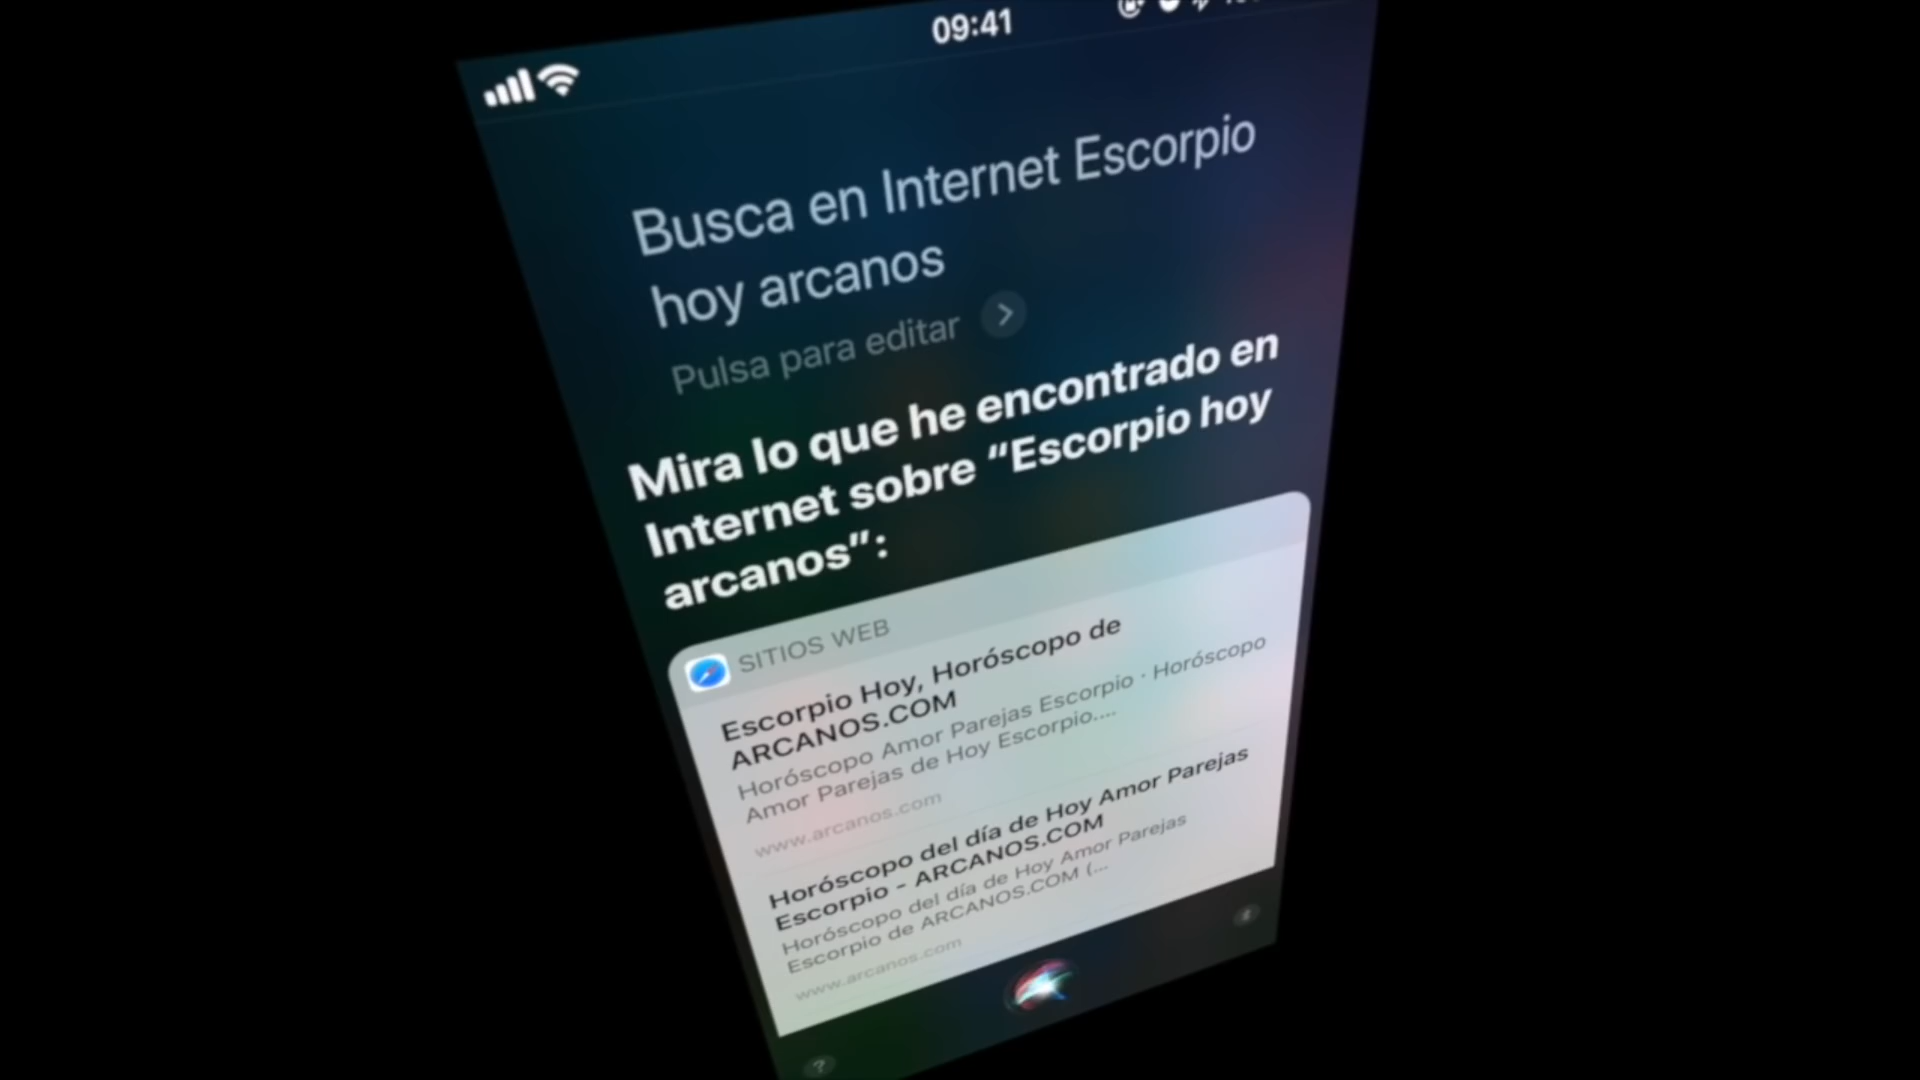 09:41
Busca en Internet Escorpio
hoy arcanos
Pulsa para editar
Mira lo que he encontrado en
Internet sobre “Escorpio hoy
arcanos”:
SITIOS WEB
Escorpio Hoy, Horóscopo de
ARCANOS.COM
Horóscopo Amor Parejas Escorpio · Horóscopo
Amor Parejas de Hoy Escorpio....
www.arcanos.com
Horóscopo del día de Hoy Amor Parejas
Escorpio - ARCANOS.COM
Horóscopo del día de Hoy Amor Parejas
Escorpio de ARCANOS.COM (...
www.arcanos.com
?